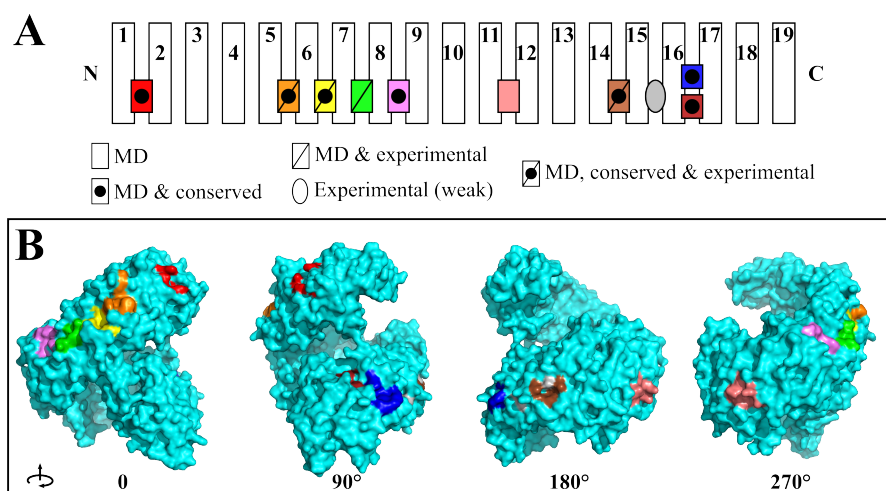 A
1 2 3 4 5 6 7 8 9 10 11 12 13 14 15 16 17 18 19
N C
MD
MD & experimental
MD, conserved & experimental
MD & conserved
Experimental (weak)
B
0 90° 180° 270°